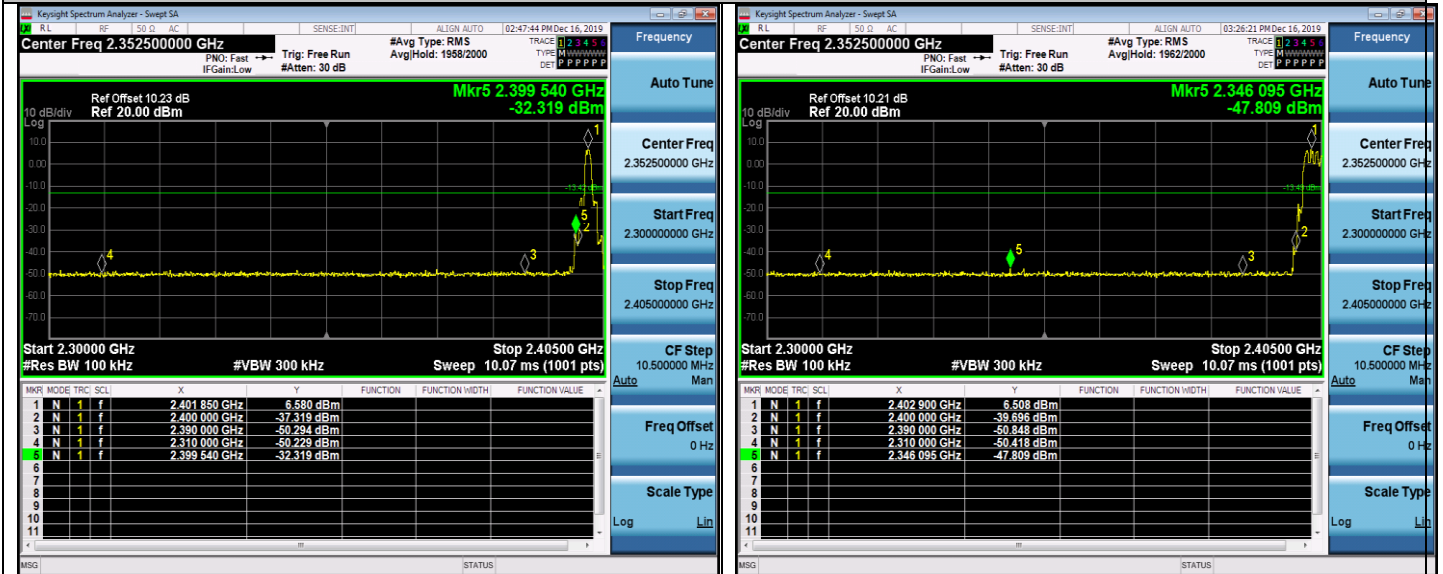 Keysight Spectrum Analyzer - Swept SA
RL RF 50 Ω AC SENSE:INT ALIGN AUTO 02:47:44 PM Dec 16, 2019
Center Freq 2.352500000 GHz
PNO: Fast
IFGain:Low
Trig: Free Run
#Atten: 30 dB
#Avg Type: RMS
Avg|Hold: 1958/2000
TRACE 1 2 3 4 5 6
TYPE M WWWWW
DET P P P P P P
Ref Offset 10.23 dB
Ref 20.00 dBm
10 dB/div
Log
Mkr5 2.399 540 GHz
-32.319 dBm
10.0
0.00
-10.0
-20.0
-30.0
-40.0
-50.0
-60.0
-70.0
-13.42 dBm
1
5
2
3
4
Start 2.30000 GHz
Stop 2.40500 GHz
#Res BW 100 kHz #VBW 300 kHz Sweep 10.07 ms (1001 pts)
MKR MODE TRC SCL X Y FUNCTION FUNCTION WIDTH FUNCTION VALUE
1 N 1 f 2.401 850 GHz 6.580 dBm
2 N 1 f 2.400 000 GHz -37.319 dBm
3 N 1 f 2.390 000 GHz -50.294 dBm
4 N 1 f 2.310 000 GHz -50.229 dBm
5 N 1 f 2.399 540 GHz -32.319 dBm
6
7
8
9
10
11
MSG STATUS
Frequency
Auto Tune
Center Freq
2.352500000 GHz
Start Freq
2.300000000 GHz
Stop Freq
2.405000000 GHz
CF Step
10.500000 MHz
Auto Man
Freq Offset
0 Hz
Scale Type
Log Lin
Keysight Spectrum Analyzer - Swept SA
RL RF 50 Ω AC SENSE:INT ALIGN AUTO 03:26:21 PM Dec 16, 2019
Center Freq 2.352500000 GHz
PNO: Fast
IFGain:Low
Trig: Free Run
#Atten: 30 dB
#Avg Type: RMS
Avg|Hold: 1962/2000
TRACE 1 2 3 4 5 6
TYPE M WWWWW
DET P P P P P P
Ref Offset 10.21 dB
Ref 20.00 dBm
10 dB/div
Log
Mkr5 2.346 095 GHz
-47.809 dBm
10.0
0.00
-10.0
-20.0
-30.0
-40.0
-50.0
-60.0
-70.0
-13.49 dBm
1
2
3
4
5
Start 2.30000 GHz
Stop 2.40500 GHz
#Res BW 100 kHz #VBW 300 kHz Sweep 10.07 ms (1001 pts)
MKR MODE TRC SCL X Y FUNCTION FUNCTION WIDTH FUNCTION VALUE
1 N 1 f 2.402 900 GHz 6.508 dBm
2 N 1 f 2.400 000 GHz -39.696 dBm
3 N 1 f 2.390 000 GHz -50.848 dBm
4 N 1 f 2.310 000 GHz -50.418 dBm
5 N 1 f 2.346 095 GHz -47.809 dBm
6
7
8
9
10
11
MSG STATUS
Frequency
Auto Tune
Center Freq
2.352500000 GHz
Start Freq
2.300000000 GHz
Stop Freq
2.405000000 GHz
CF Step
10.500000 MHz
Auto Man
Freq Offset
0 Hz
Scale Type
Log Lin